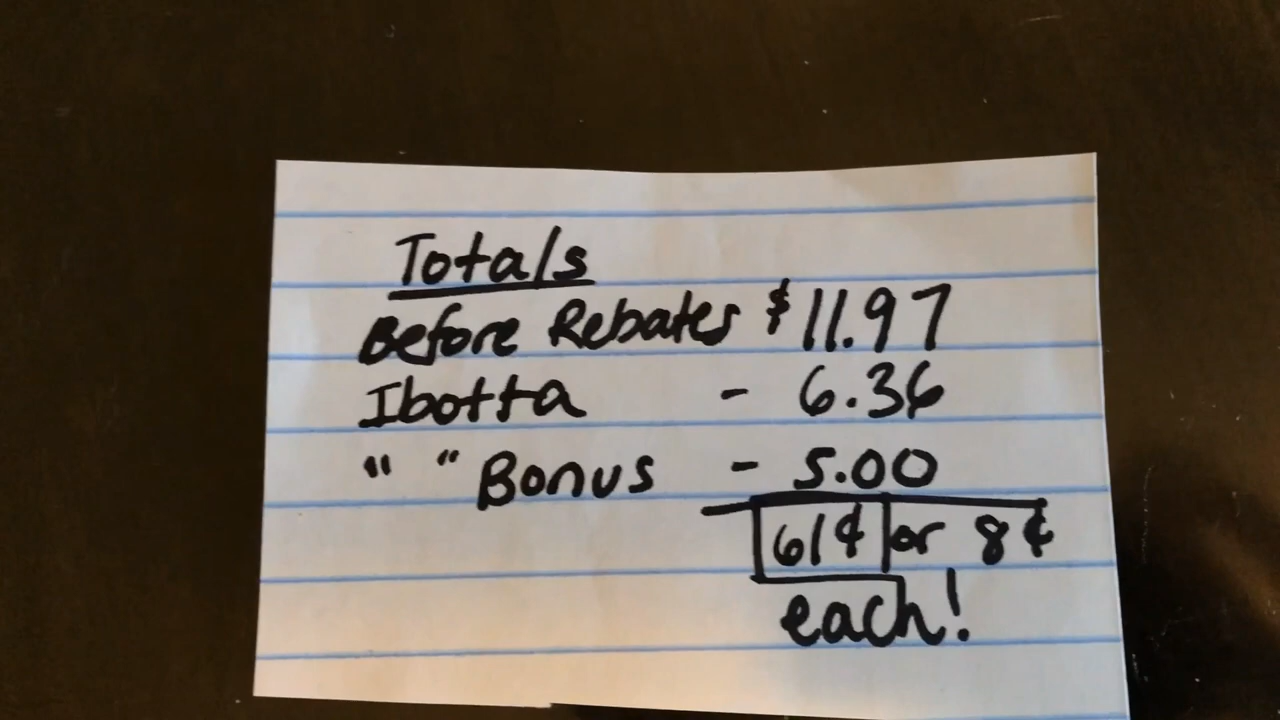 Totals
Before Rebates $11.97
Ibotta - 6.36
" " Bonus - 5.00
61¢ or 8¢
each!